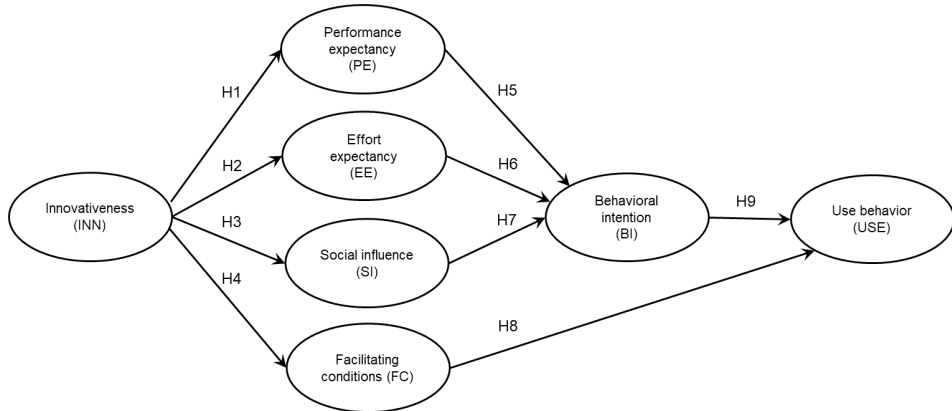 Performance
expectancy
(PE)
H1
H5
Effort
expectancy
(EE)
H2
H6
Innovativeness
(INN)
H3
Social influence
(SI)
H7
Behavioral
intention
(BI)
H9
Use behavior
(USE)
H4
H8
Facilitating
conditions (FC)